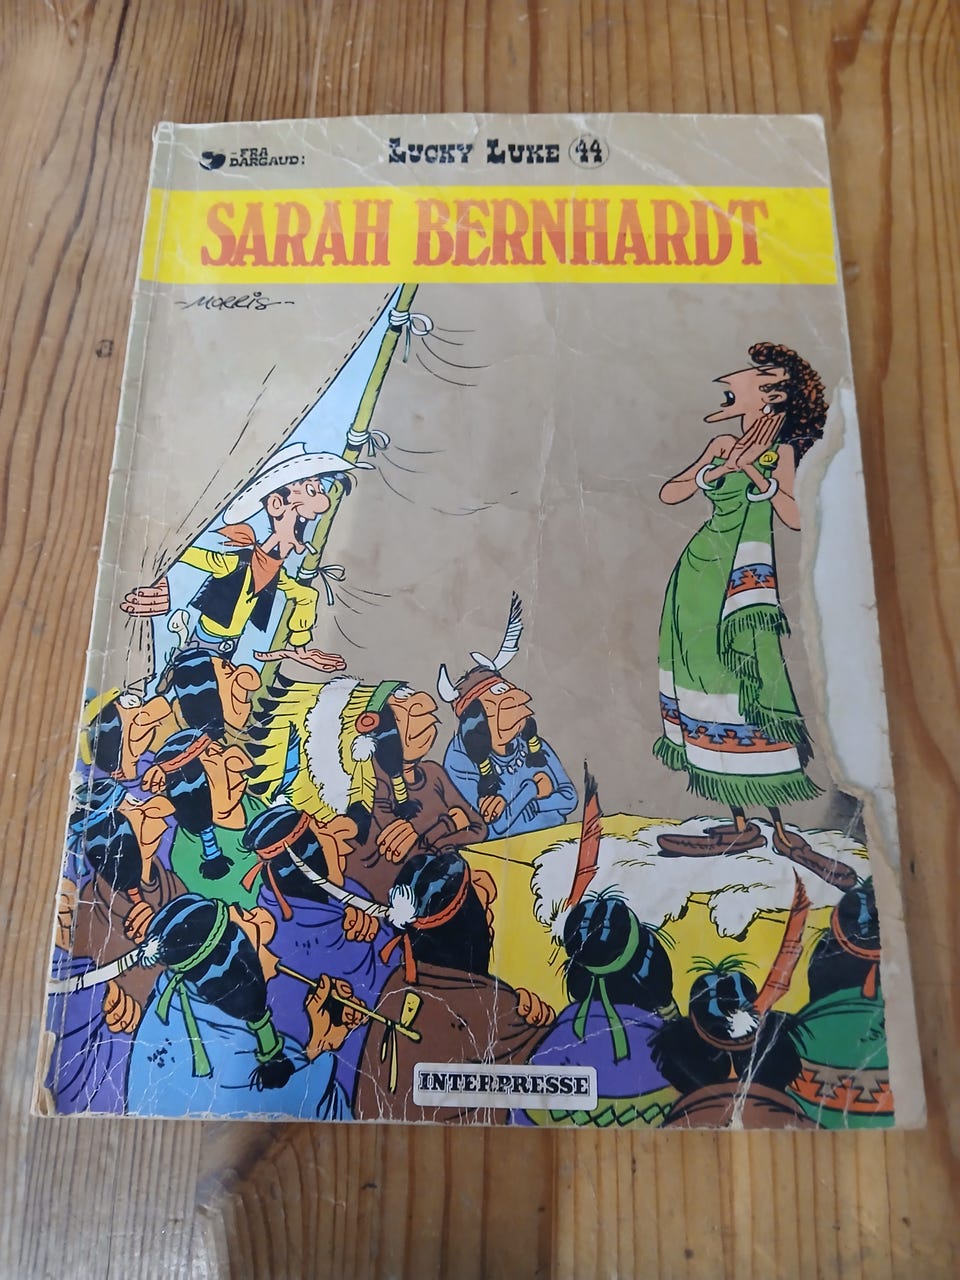 -FRA
DARGAUD:
LUCKY LUKE 44
SARAH BERNHARDT
-MORRIS-
INTERPRESSE